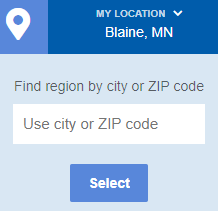 MY LOCATION
Blaine, MN
Find region by city or ZIP code
Use city or ZIP code
Select